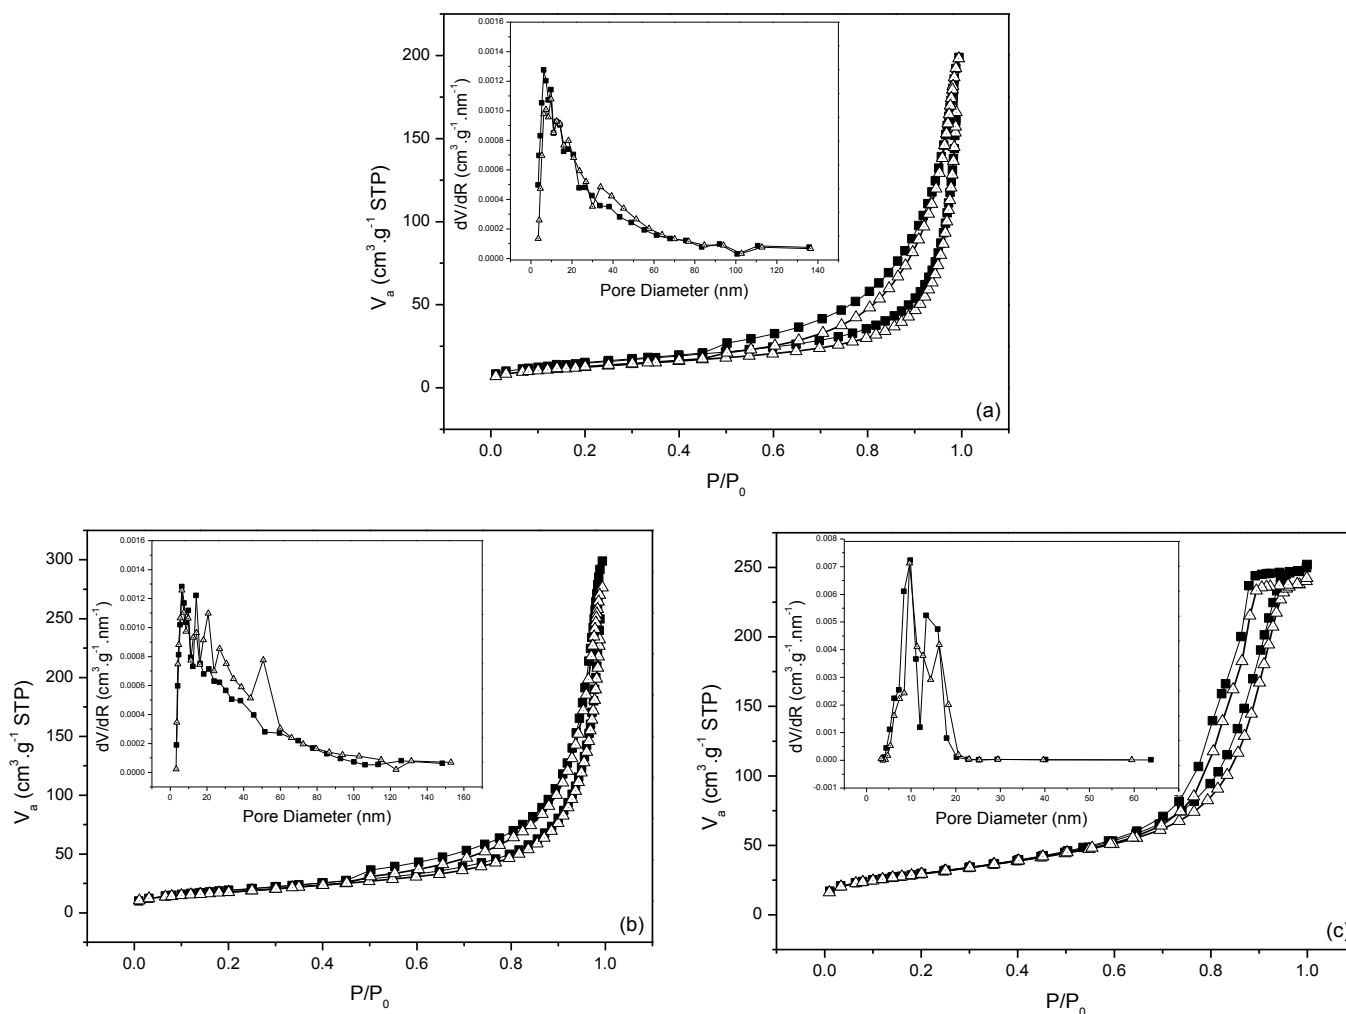 0.0016
0.0014
0.0012
0.0010
0.0008
0.0006
0.0004
0.0002
0.0000
dV/dR (cm³.g⁻¹.nm⁻¹)
0 20 40 60 80 100 120 140
Pore Diameter (nm)
200
150
100
50
0
Vₐ (cm³.g⁻¹ STP)
(a)
0.0 0.2 0.4 0.6 0.8 1.0
P/P₀
0.0016
0.0014
0.0012
0.0010
0.0008
0.0006
0.0004
0.0002
0.0000
dV/dR (cm³.g⁻¹.nm⁻¹)
0 20 40 60 80 100 120 140 160
Pore Diameter (nm)
300
250
200
150
100
50
0
Vₐ (cm³.g⁻¹ STP)
(b)
0.0 0.2 0.4 0.6 0.8 1.0
P/P₀
0.008
0.007
0.006
0.005
0.004
0.003
0.002
0.001
0.000
-0.001
dV/dR (cm³.g⁻¹.nm⁻¹)
0 10 20 30 40 50 60
Pore Diameter (nm)
250
200
150
100
50
0
Vₐ (cm³.g⁻¹ STP)
(c)
0.0 0.2 0.4 0.6 0.8 1.0
P/P₀